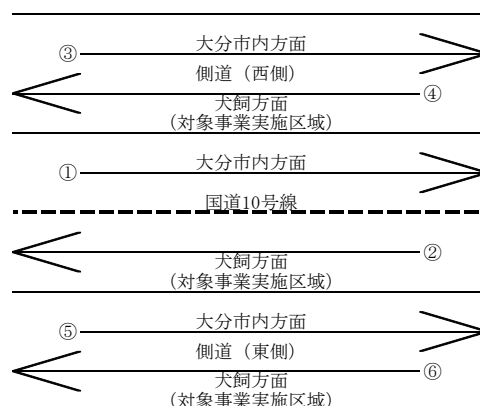 大分市内方面
③
側道（西側）
④
犬飼方面
(対象事業実施区域)
大分市内方面
①
国道10号線
②
犬飼方面
(対象事業実施区域)
大分市内方面
⑤
側道（東側）
⑥
犬飼方面
(対象事業実施区域)